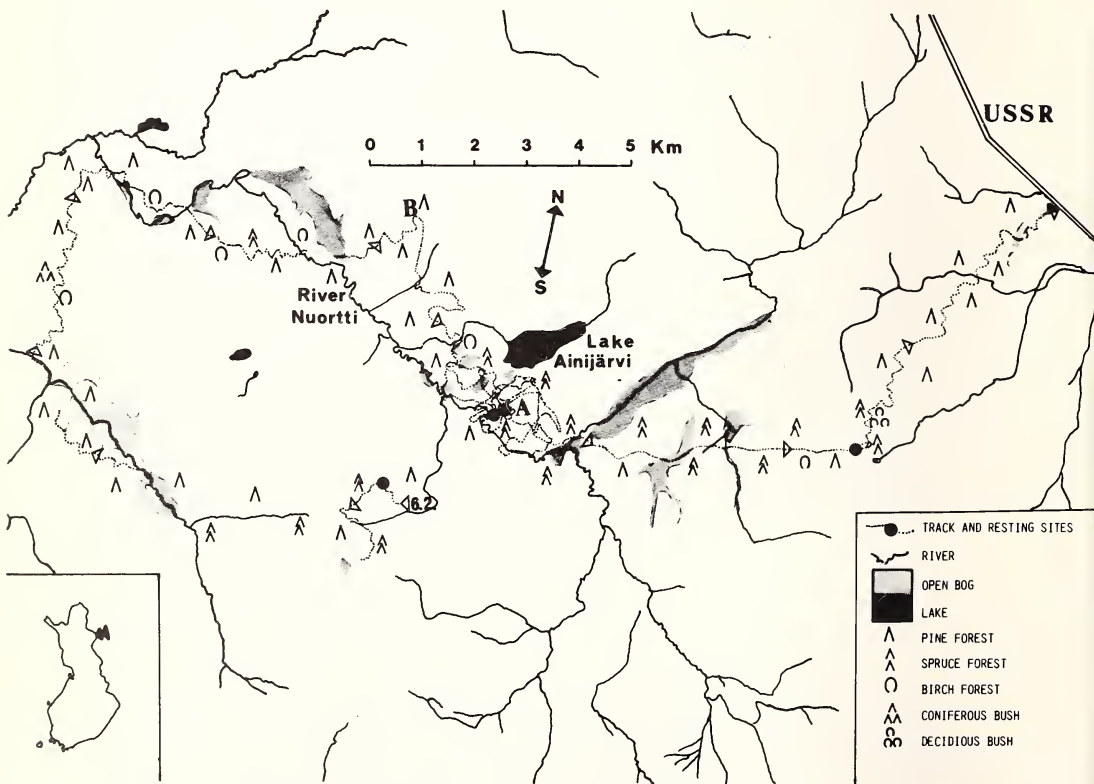 USSR
0 1 2 3 4 5 Km
N
S
B
River
Nuortti
Lake
Ainijärvi
A
6.2.
TRACK AND RESTING SITES
RIVER
OPEN BOG
LAKE
PINE FOREST
SPRUCE FOREST
BIRCH FOREST
CONIFEROUS BUSH
DECIDIOUS BUSH